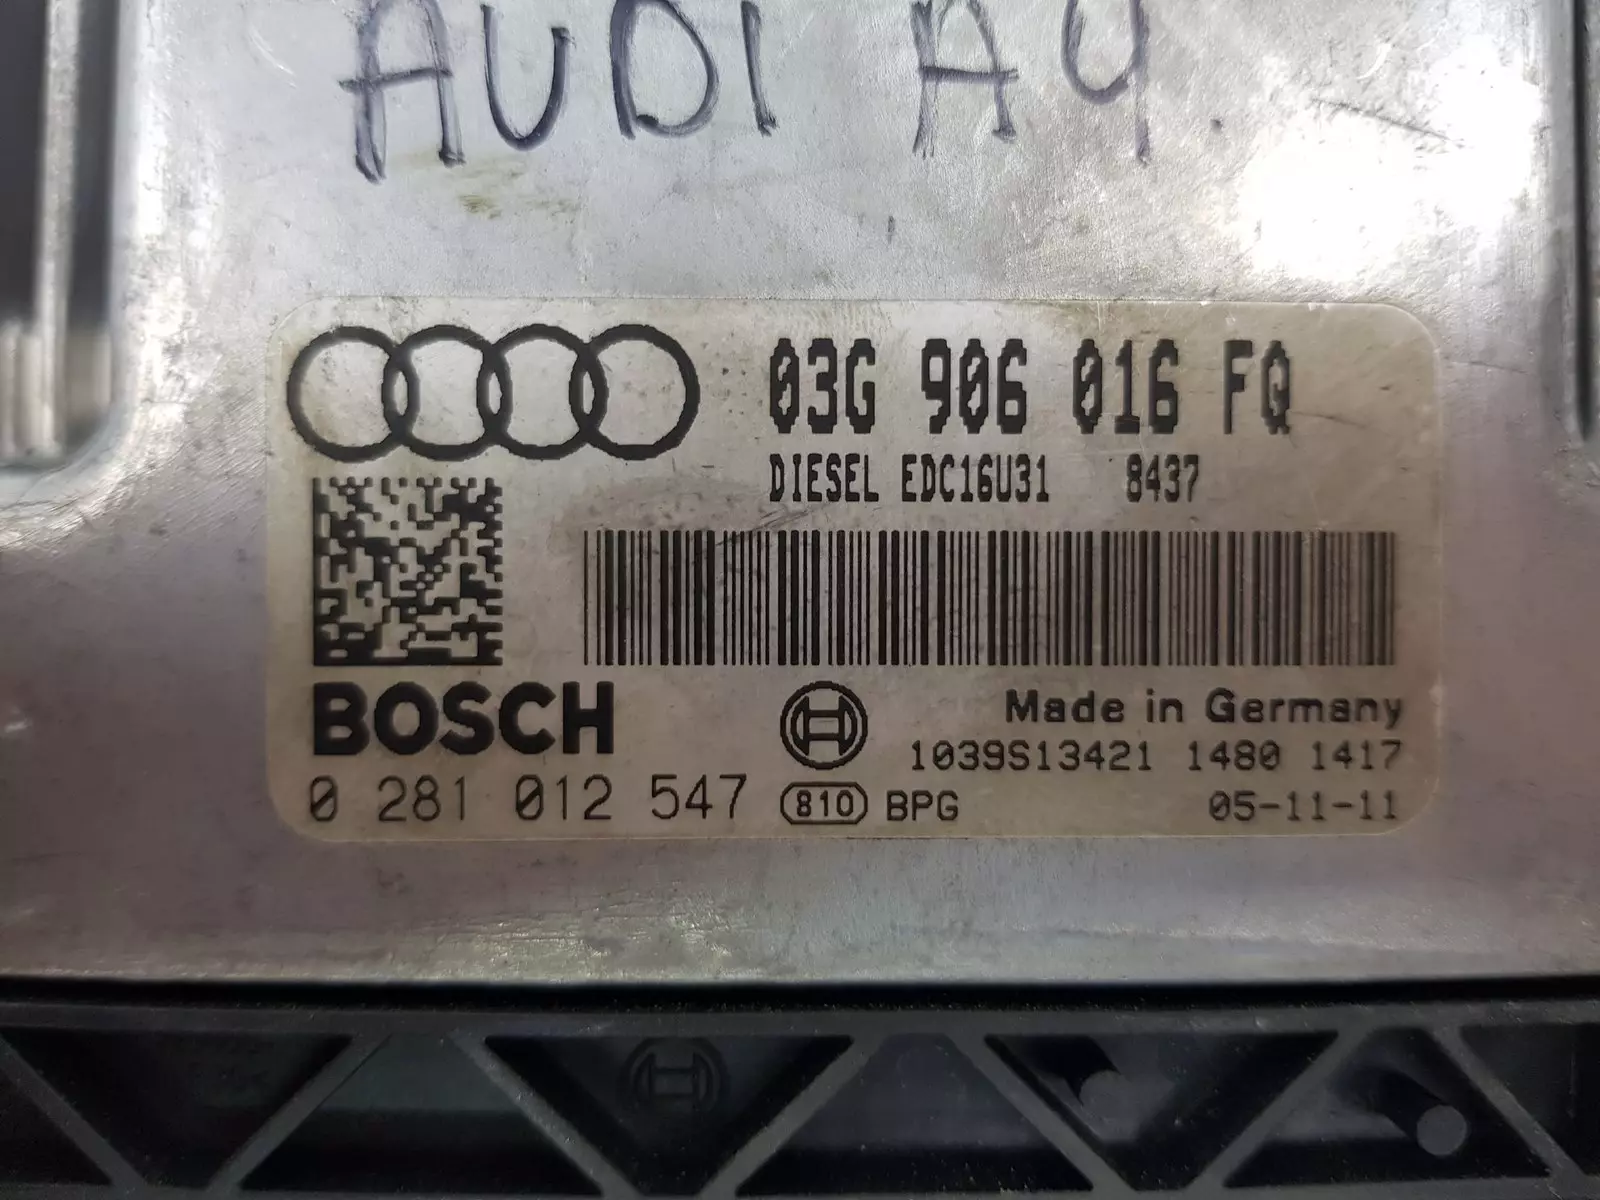 AUDI A4
03G 906 016 FQ
DIESEL EDC16U31 8437
BOSCH
Made in Germany
1039S13421 1480 1417
0 281 012 547 810 BPG 05-11-11